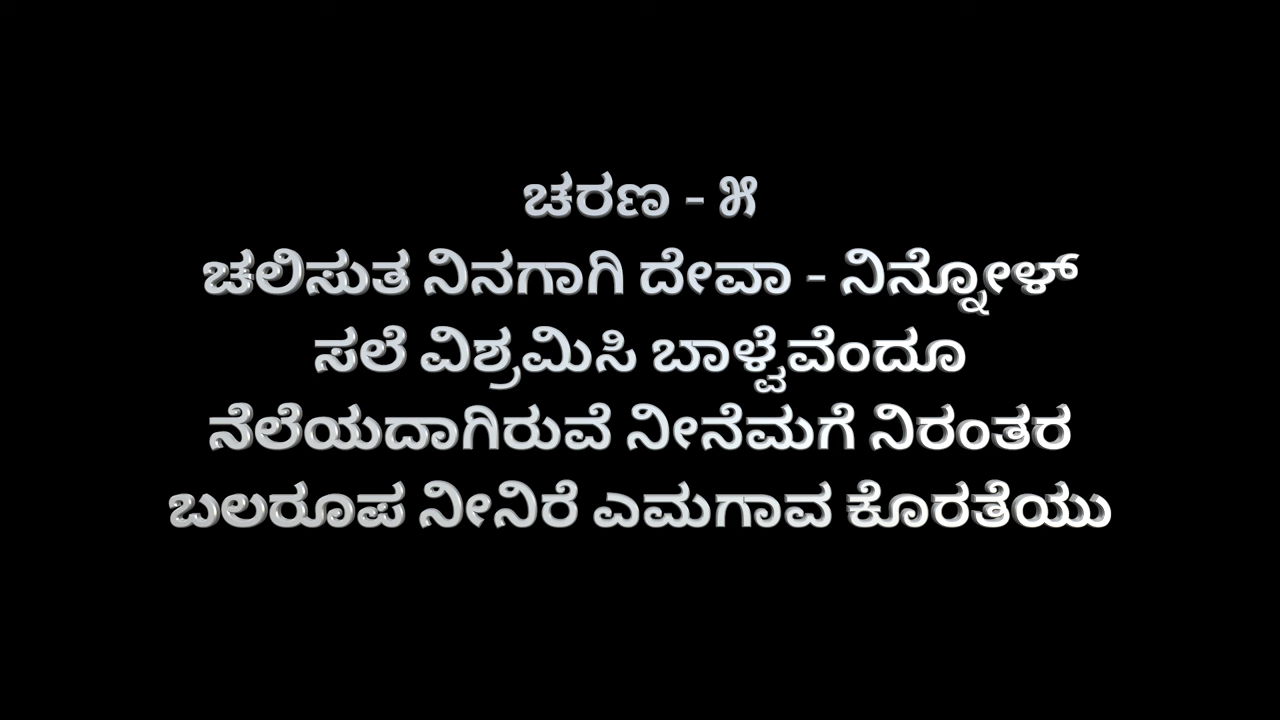 ಚರಣ - ೫
ಚಲಿಸುತ ನಿನಗಾಗಿ ದೇವಾ - ನಿನ್ನೋಳ್
ಸಲೆ ವಿಶ್ರಮಿಸಿ ಬಾಳ್ವೆವೆಂದೂ
ನೆಲೆಯದಾಗಿರುವೆ ನೀನೆಮಗೆ ನಿರಂತರ
ಬಲರೂಪ ನೀನಿರೆ ಎಮಗಾವ ಕೊರತೆಯು